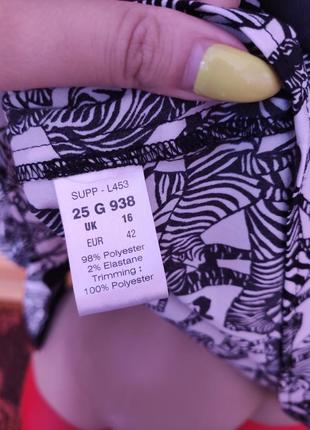 SUPP - L453
25 G 938
UK 16
EUR 42
98% Polyester
2% Elastane
Trimming :
100% Polyester